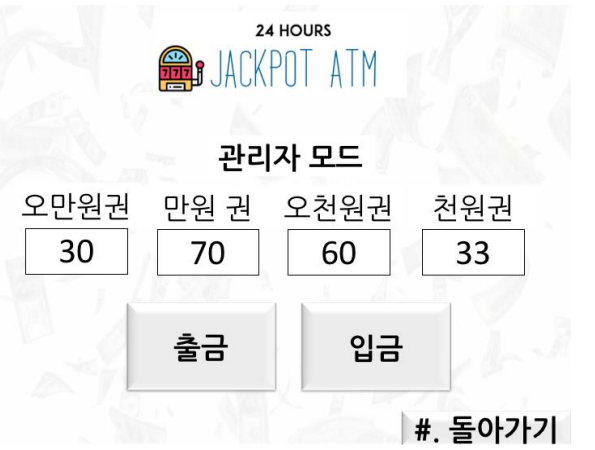 24 HOURS
777
JACKPOT ATM
관리자 모드
오만원권 만원 권 오천원권 천원권
30 70 60 33
출금 입금
#. 돌아가기